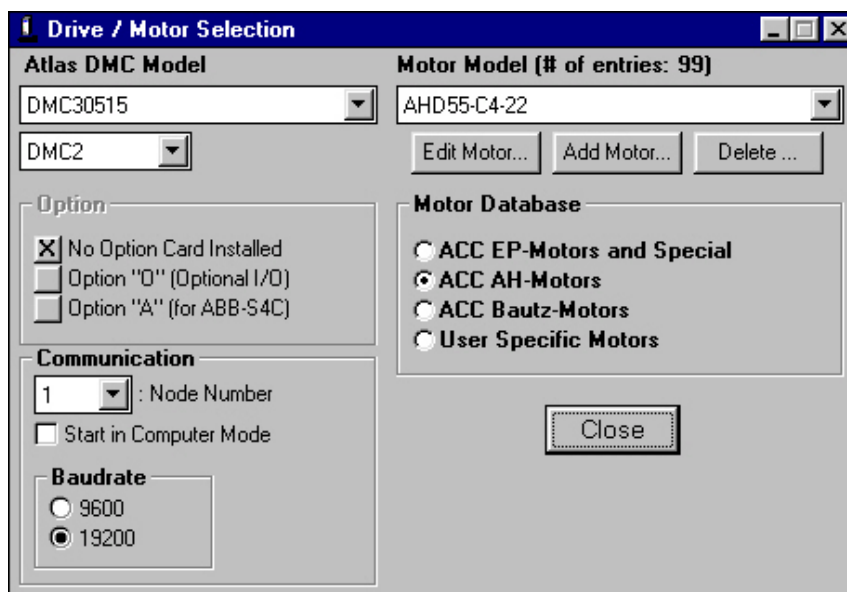 Drive / Motor Selection
Atlas DMC Model
DMC30515
DMC2
Option
No Option Card Installed
Option "O" (Optional I/O)
Option "A" (for ABB-S4C)
Communication
1 : Node Number
Start in Computer Mode
Baudrate
9600
19200
Motor Model (# of entries: 99)
AHD55-C4-22
Edit Motor... Add Motor... Delete ...
Motor Database
ACC EP-Motors and Special
ACC AH-Motors
ACC Bautz-Motors
User Specific Motors
Close